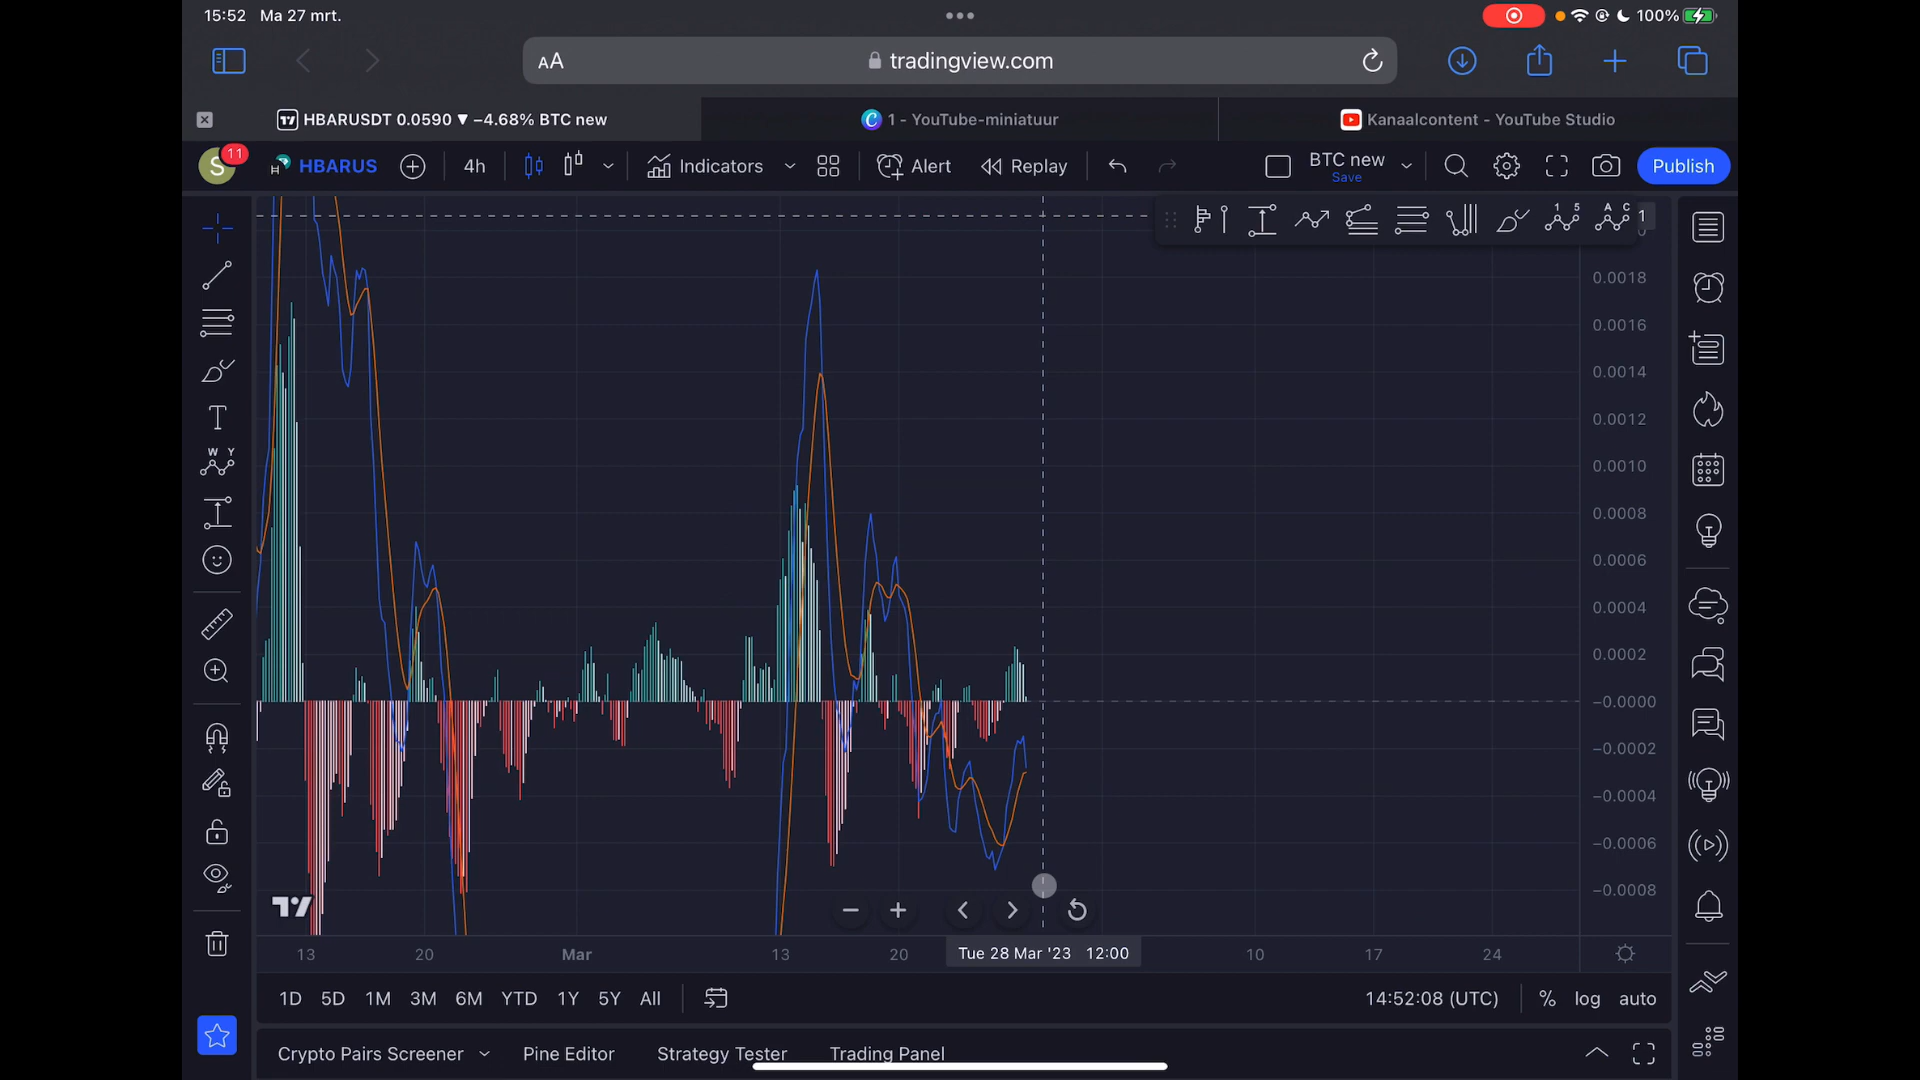 15:52 Ma 27 mrt.
100%
AA tradingview.com
HBARUSDT 0.0590 ▼ −4.68% BTC new
1 - YouTube-miniatuur
Kanaalcontent - YouTube Studio
S 11 HBARUS 4h Indicators Alert Replay BTC new Save Publish
1 5 A C 1
0.0018
0.0016
0.0014
0.0012
0.0010
0.0008
0.0006
0.0004
0.0002
−0.0000
−0.0002
−0.0004
−0.0006
−0.0008
W Y
13 20 Mar 13 20 Tue 28 Mar '23 12:00 10 17 24
1D 5D 1M 3M 6M YTD 1Y 5Y All 14:52:08 (UTC) % log auto
Crypto Pairs Screener Pine Editor Strategy Tester Trading Panel